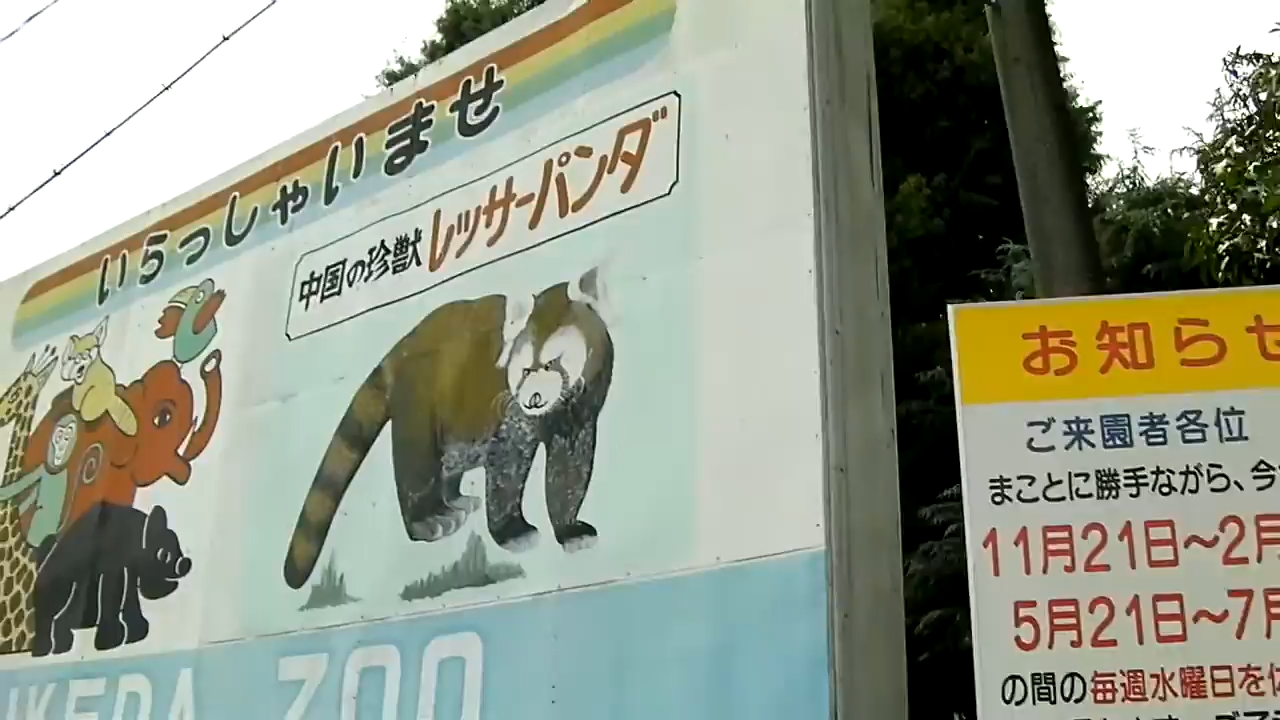 いらっしゃいませ
中国の珍獣 レッサーパンダ
IKEDA ZOO
お知らせ
ご来園者各位
まことに勝手ながら、今
11月21日〜2月
5月21日〜7月
の間の毎週水曜日を休